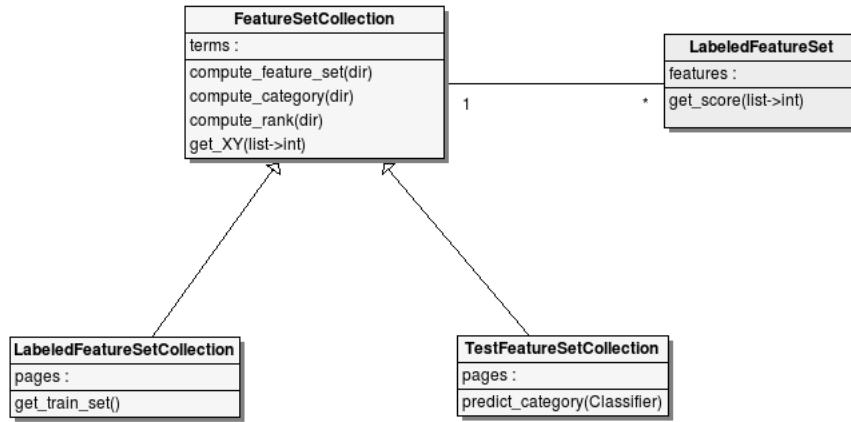 FeatureSetCollection
terms :
compute_feature_set(dir)
compute_category(dir)
compute_rank(dir)
get_XY(list->int)
1
*
LabeledFeatureSet
features :
get_score(list->int)
LabeledFeatureSetCollection
pages :
get_train_set()
TestFeatureSetCollection
pages :
predict_category(Classifier)